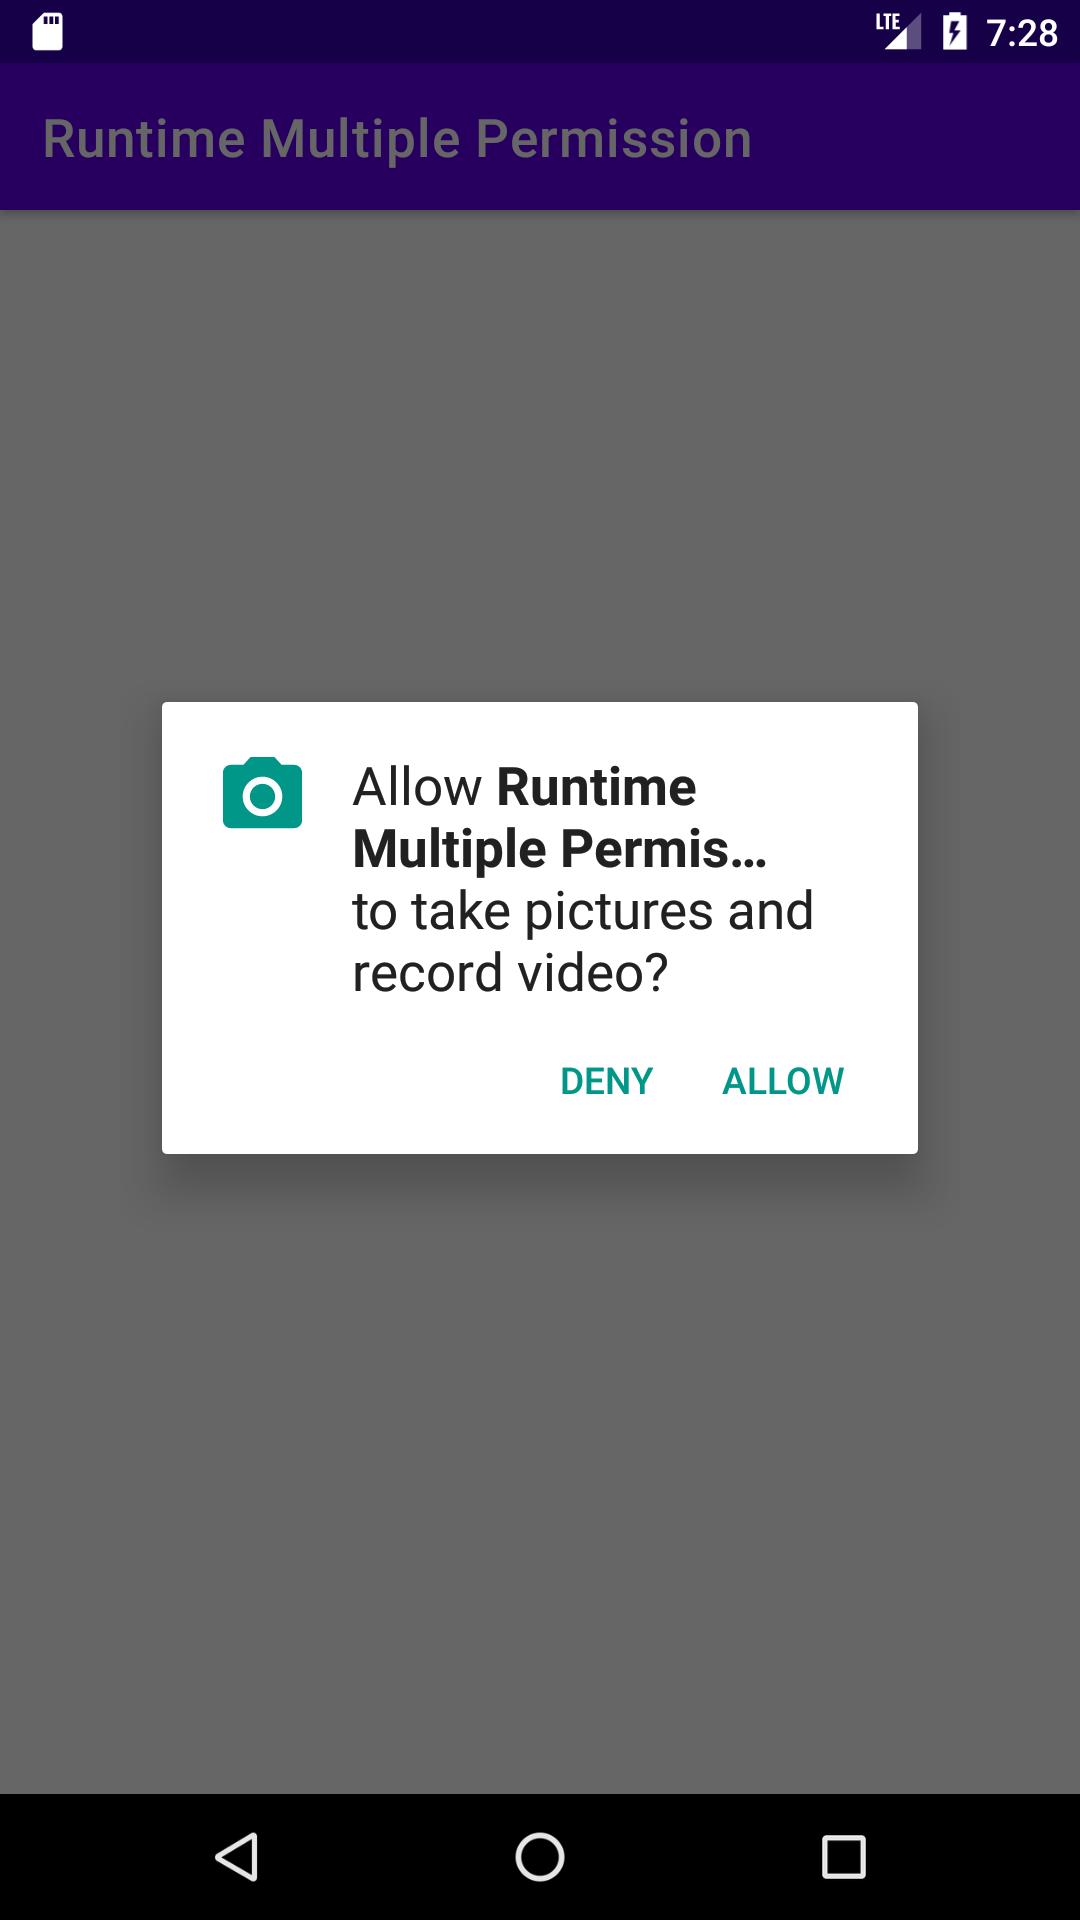 LTE 7:28
Runtime Multiple Permission
Allow Runtime
Multiple Permis...
to take pictures and
record video?
DENY ALLOW